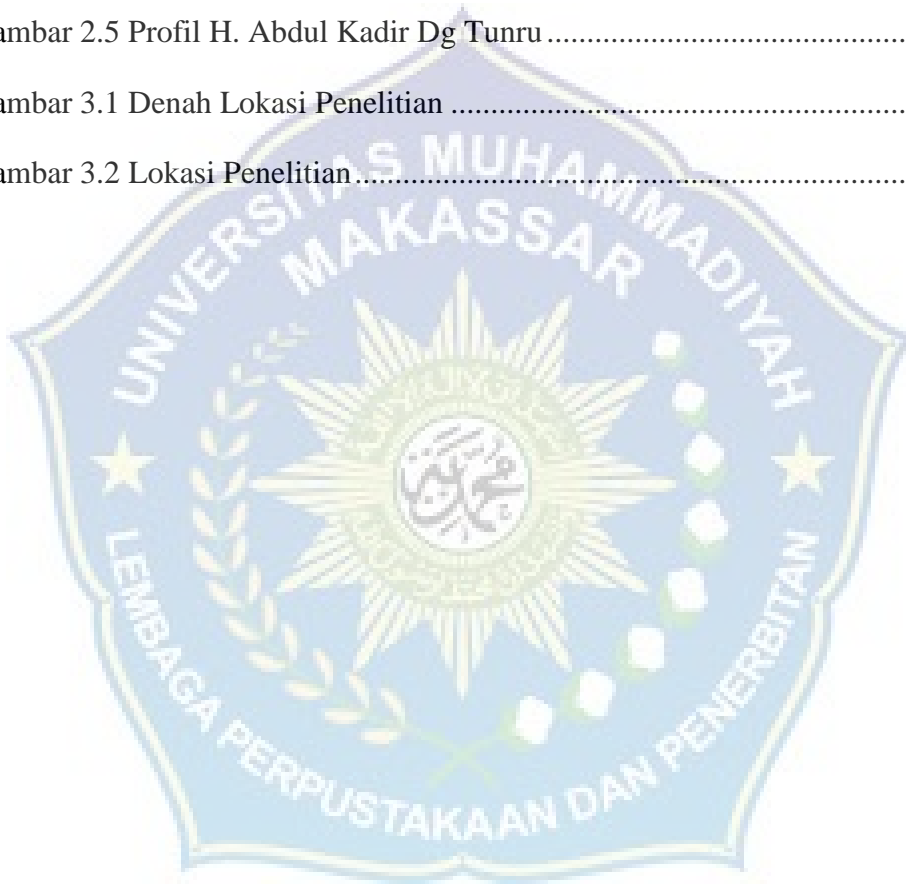 ambar 2.5 Profil H. Abdul Kadir Dg Tunru
ambar 3.1 Denah Lokasi Penelitian
ambar 3.2 Lokasi Penelitian
UNIVERSITAS MUHAMMADIYAH
MAKASSAR
محمدية
LEMBAGA PERPUSTAKAAN DAN PENERBITAN